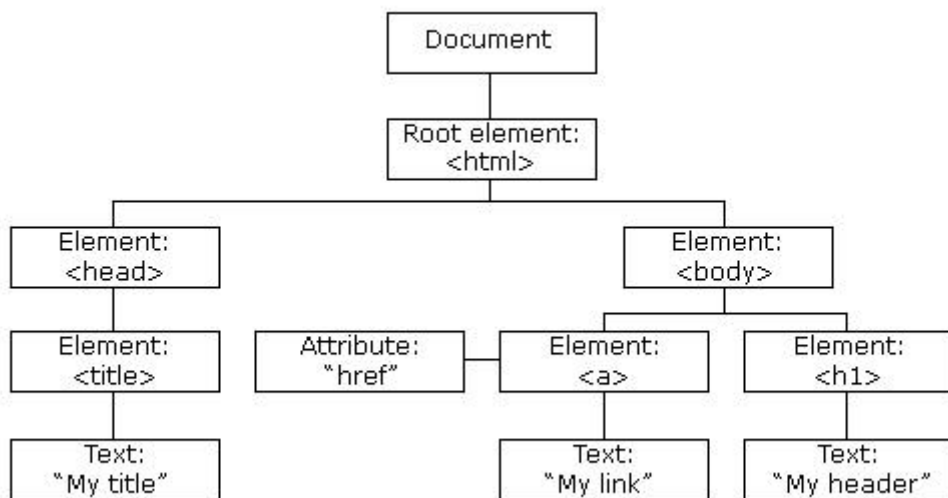 Document
Root element:
<html>
Element:
<head>
Element:
<body>
Element:
<title>
Attribute:
“href”
Element:
<a>
Element:
<h1>
Text:
“My title”
Text:
“My link”
Text:
“My header”